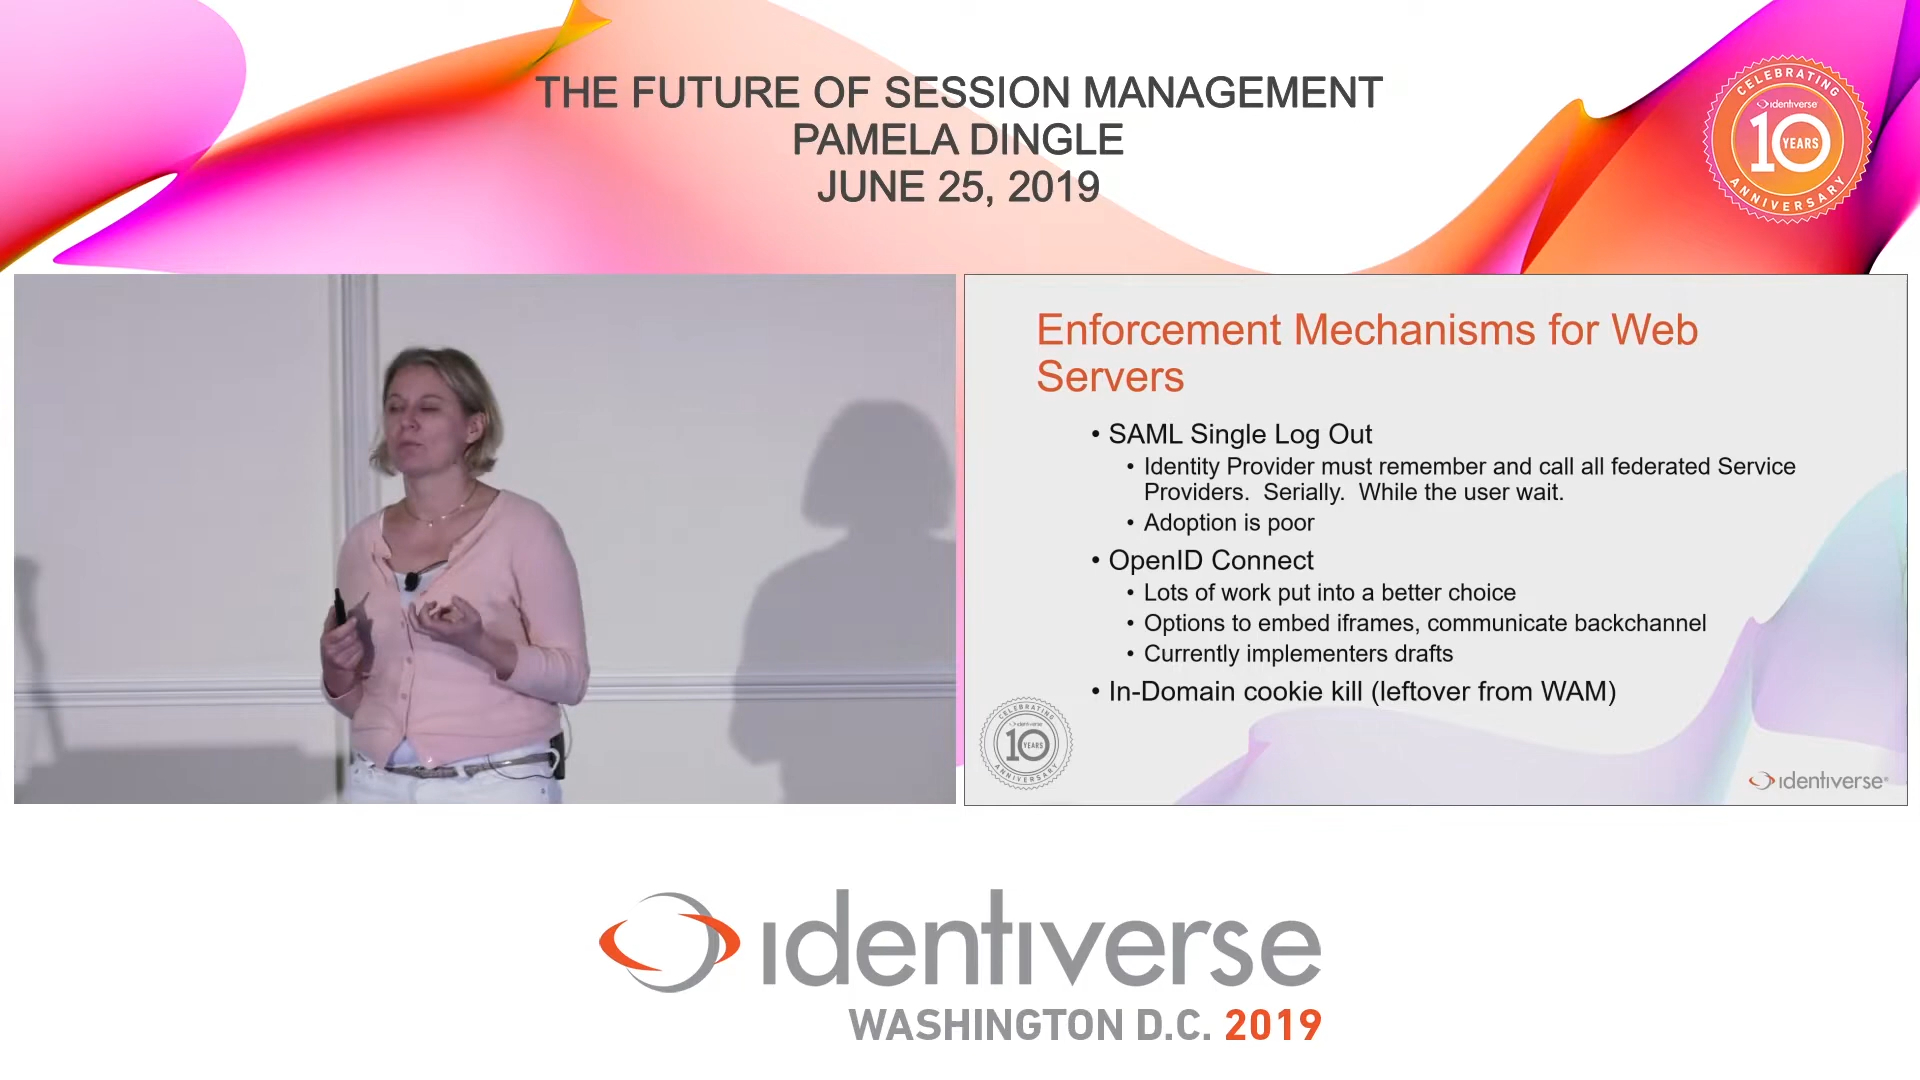 THE FUTURE OF SESSION MANAGEMENT
PAMELA DINGLE
JUNE 25, 2019
CELEBRATING
identiverse
10
YEARS
ANNIVERSARY
Enforcement Mechanisms for Web
Servers
• SAML Single Log Out
• Identity Provider must remember and call all federated Service
Providers. Serially. While the user wait.
• Adoption is poor
• OpenID Connect
• Lots of work put into a better choice
• Options to embed iframes, communicate backchannel
• Currently implementers drafts
• In-Domain cookie kill (leftover from WAM)
CELEBRATING
identiverse
10
YEARS
ANNIVERSARY
identiverse®
identiverse
WASHINGTON D.C. 2019